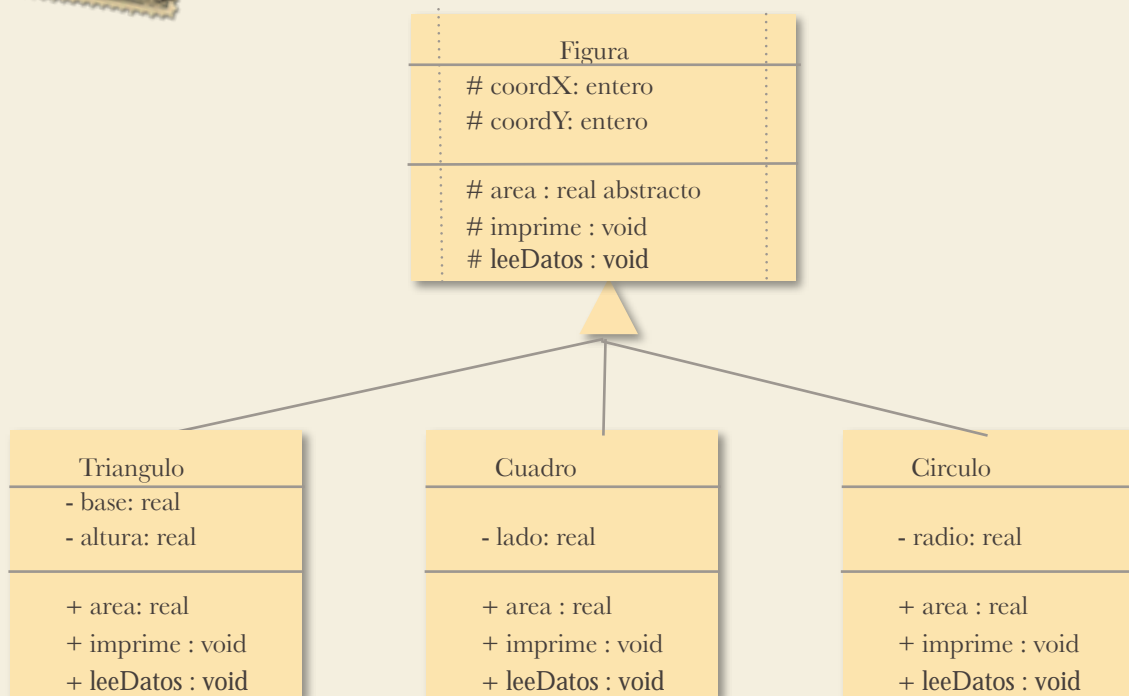 Figura
# coordX: entero
# coordY: entero
# area : real abstracto
# imprime : void
# leeDatos : void
Triangulo
- base: real
- altura: real
+ area: real
+ imprime : void
+ leeDatos : void
Cuadro
- lado: real
+ area : real
+ imprime : void
+ leeDatos : void
Circulo
- radio: real
+ area : real
+ imprime : void
+ leeDatos : void